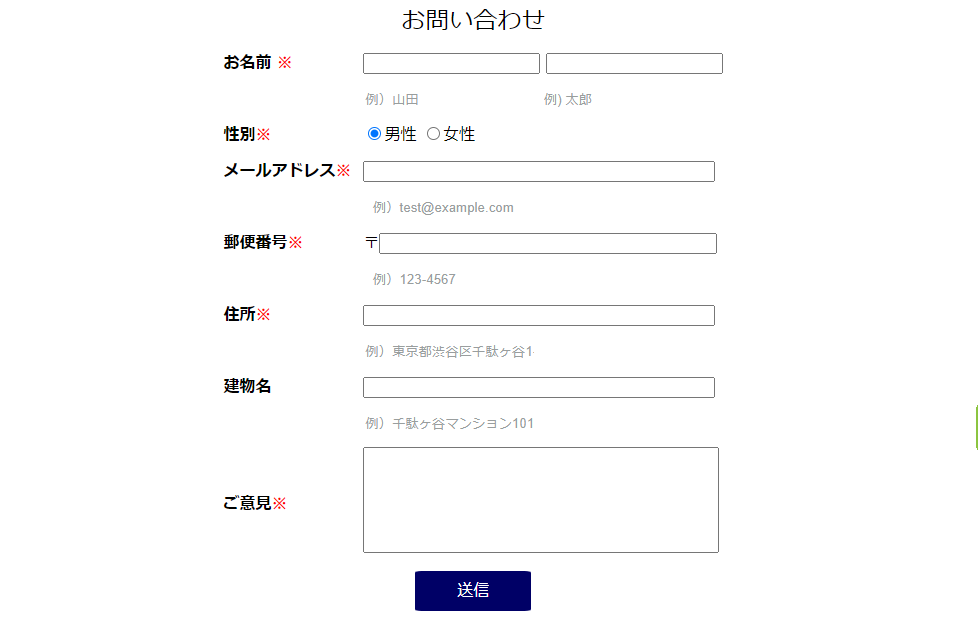 お問い合わせ
お名前 ※
例）山田 例) 太郎
性別※ 男性 女性
メールアドレス※
例）test@example.com
郵便番号※ 〒
例）123-4567
住所※
例）東京都渋谷区千駄ヶ谷1-
建物名
例）千駄ヶ谷マンション101
ご意見※
送信